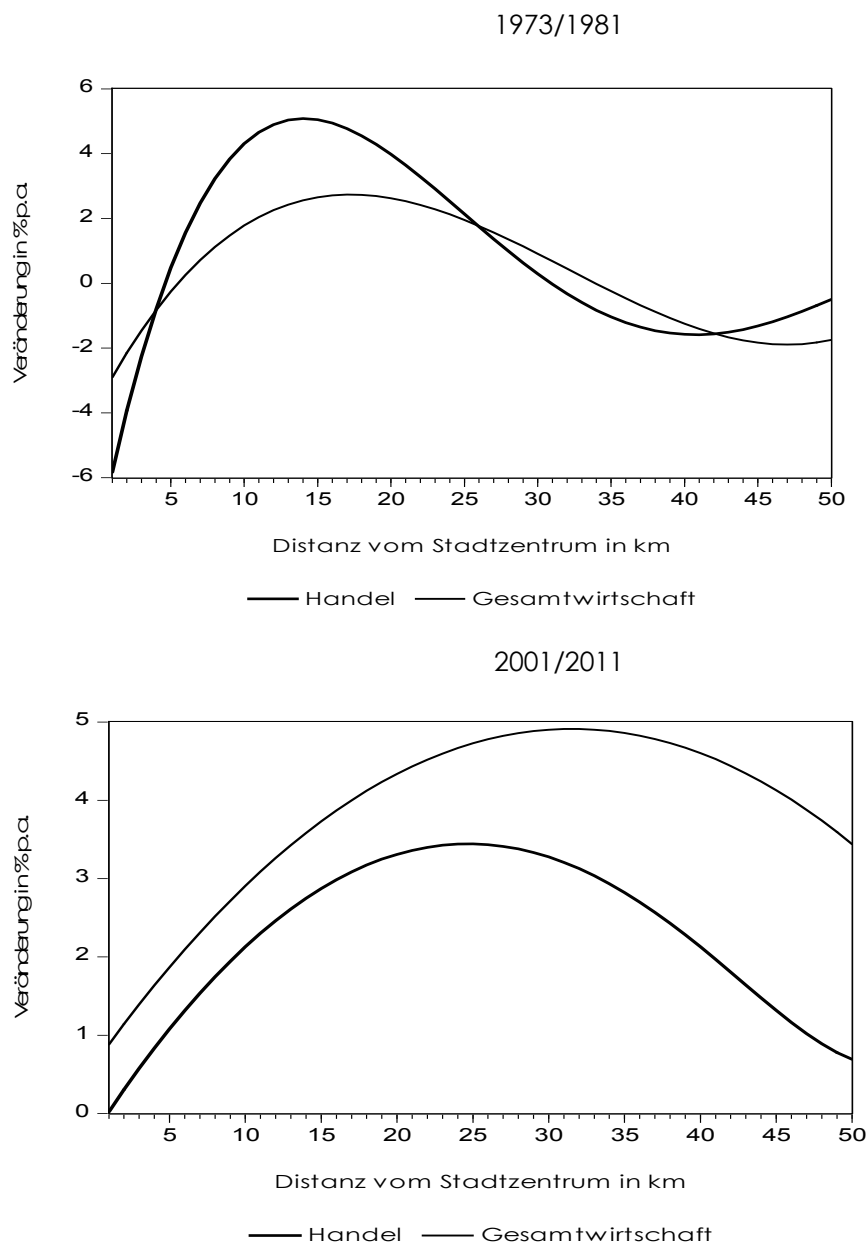 1973/1981
6
4
2
0
-2
-4
-6
Veränderung in % p.a.
5 10 15 20 25 30 35 40 45 50
Distanz vom Stadtzentrum in km
Handel Gesamtwirtschaft
2001/2011
5
4
3
2
1
0
Veränderung in % p.a.
5 10 15 20 25 30 35 40 45 50
Distanz vom Stadtzentrum in km
Handel Gesamtwirtschaft